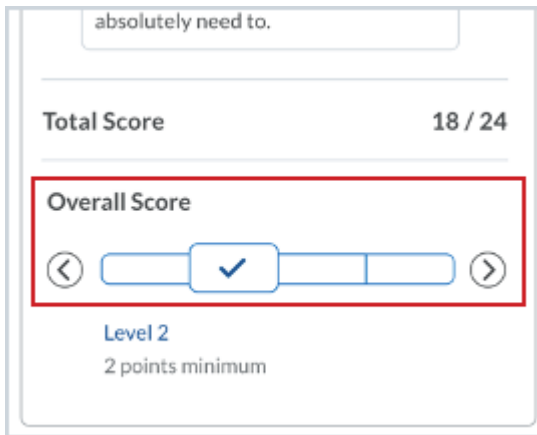 absolutely need to.
Total Score 18 / 24
Overall Score
Level 2
2 points minimum